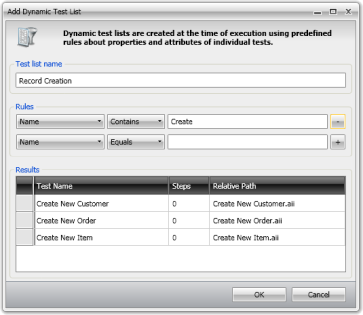 Add Dynamic Test List
Dynamic test lists are created at the time of execution using predefined
rules about properties and attributes of individual tests.
Test list name
Record Creation
Rules
Name Contains Create -
Name Equals +
Results
Test Name Steps Relative Path
Create New Customer 0 Create New Customer.aii
Create New Order 0 Create New Order.aii
Create New Item 0 Create New Item.aii
OK Cancel